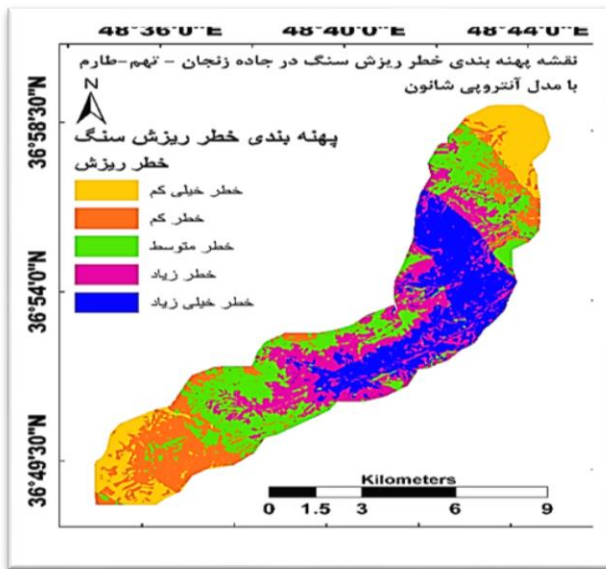 48°36'0"E 48°40'0"E 48°44'0"E
نقشه پهنه بندی خطر ریزش سنگ در جاده زنجان - تهم-طارم
با مدل آنتروپی شانون
N
36°58'30"N
پهنه بندی خطر ریزش سنگ
خطر ریزش
خطر خیلی کم
خطر کم
خطر متوسط
خطر زیاد
خطر خیلی زیاد
36°54'0"N
36°49'30"N
Kilometers
0 1.5 3 6 9